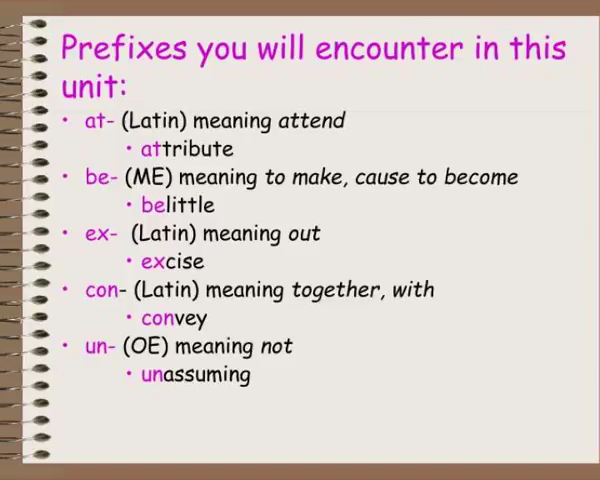 Prefixes you will encounter in this
unit:
• at- (Latin) meaning attend
• attribute
• be- (ME) meaning to make, cause to become
• belittle
• ex- (Latin) meaning out
• excise
• con- (Latin) meaning together, with
• convey
• un- (OE) meaning not
• unassuming